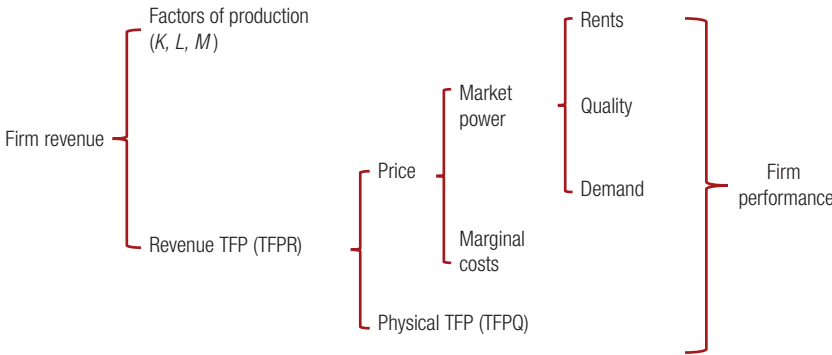 Factors of production
(K, L, M)
Firm revenue
Revenue TFP (TFPR)
Price
Physical TFP (TFPQ)
Market
power
Marginal
costs
Rents
Quality
Demand
Firm
performance